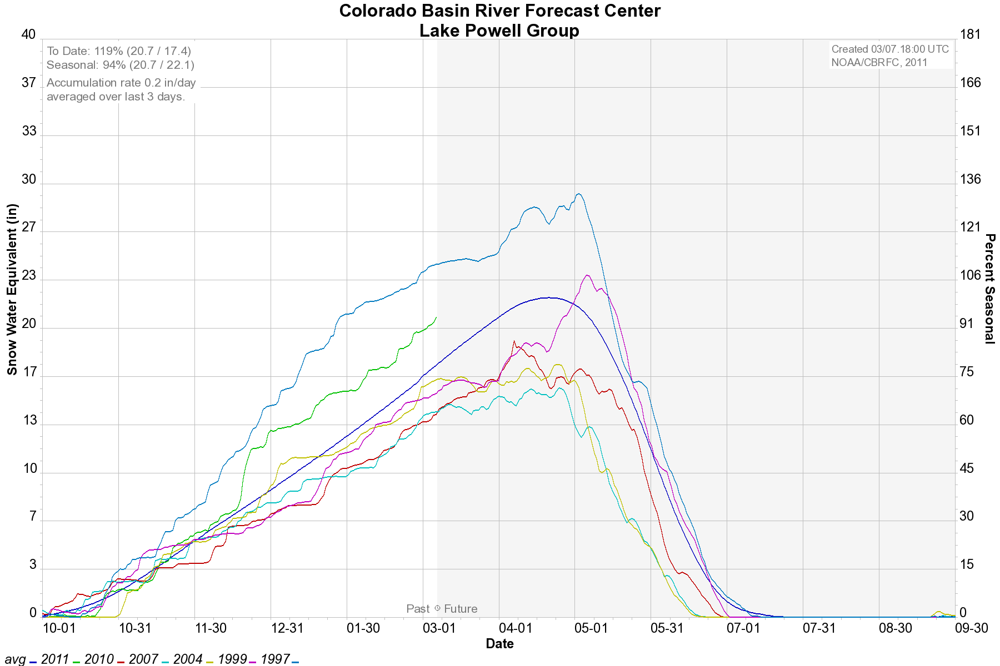 Colorado Basin River Forecast Center
Lake Powell Group
To Date: 119% (20.7 / 17.4)
Seasonal: 94% (20.7 / 22.1)
Accumulation rate 0.2 in/day
averaged over last 3 days.
Created 03/07.18:00 UTC
NOAA/CBRFC, 2011
Snow Water Equivalent (in)
40
37
33
30
27
23
20
17
13
10
7
3
0
181
166
151
136
121
106
91
75
60
45
30
15
0
Percent Seasonal
Past Future
10-01 10-31 11-30 12-31 01-30 03-01 04-01 05-01 05-31 07-01 07-31 08-30 09-30
Date
avg 2011 2010 2007 2004 1999 1997